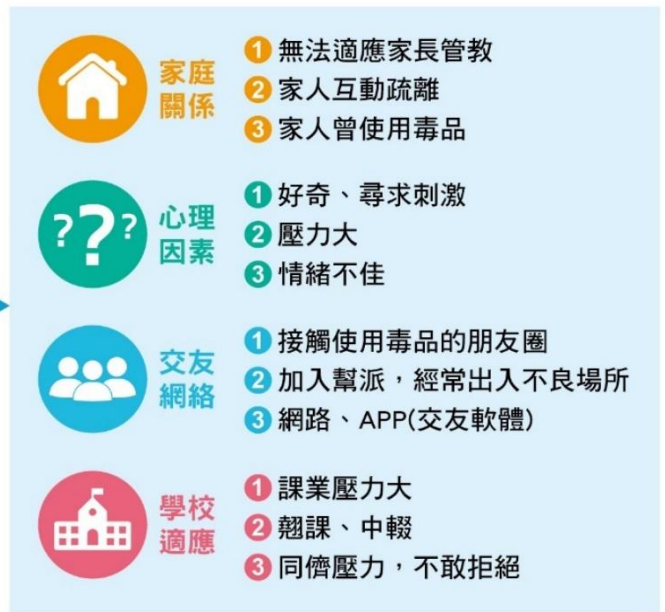 家庭
關係
1 無法適應家長管教
2 家人互動疏離
3 家人曾使用毒品
???
心理
因素
1 好奇、尋求刺激
2 壓力大
3 情緒不佳
交友
網絡
1 接觸使用毒品的朋友圈
2 加入幫派，經常出入不良場所
3 網路、APP(交友軟體)
學校
適應
1 課業壓力大
2 翹課、中輟
3 同儕壓力，不敢拒絕